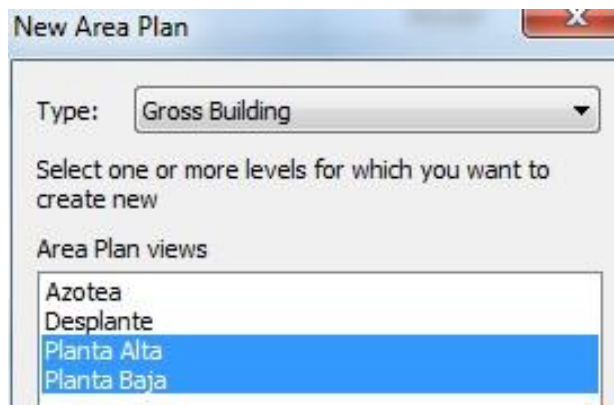 New Area Plan
Type: Gross Building
Select one or more levels for which you want to
create new
Area Plan views
Azotea
Desplante
Planta Alta
Planta Baja